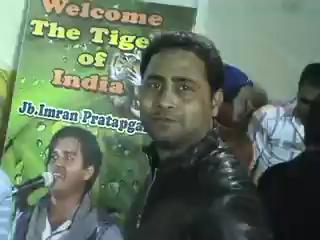 Welcome
The Tige
of
India
Jb.Imran Pratapga